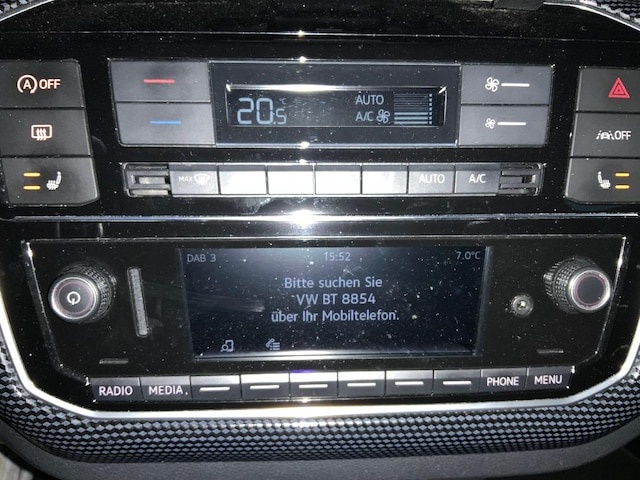 A OFF
20.5 °C AUTO
A/C
OFF
MAX AUTO A/C
DAB 3 15:52 7.0°C
Bitte suchen Sie
VW BT 8854
über Ihr Mobiltelefon.
RADIO MEDIA PHONE MENU